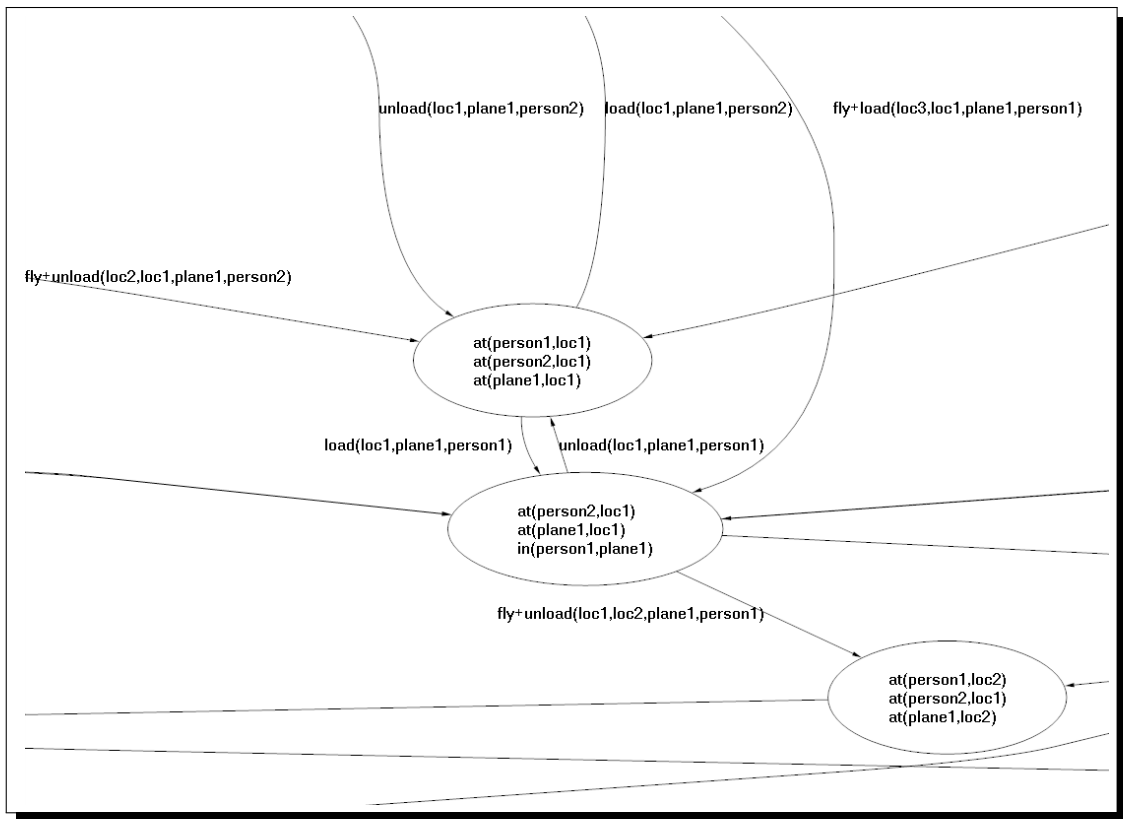 unload(loc1,plane1,person2)
load(loc1,plane1,person2)
fly+load(loc3,loc1,plane1,person1)
fly+unload(loc2,loc1,plane1,person2)
at(person1,loc1)
at(person2,loc1)
at(plane1,loc1)
load(loc1,plane1,person1)
unload(loc1,plane1,person1)
at(person2,loc1)
at(plane1,loc1)
in(person1,plane1)
fly+unload(loc1,loc2,plane1,person1)
at(person1,loc2)
at(person2,loc1)
at(plane1,loc2)